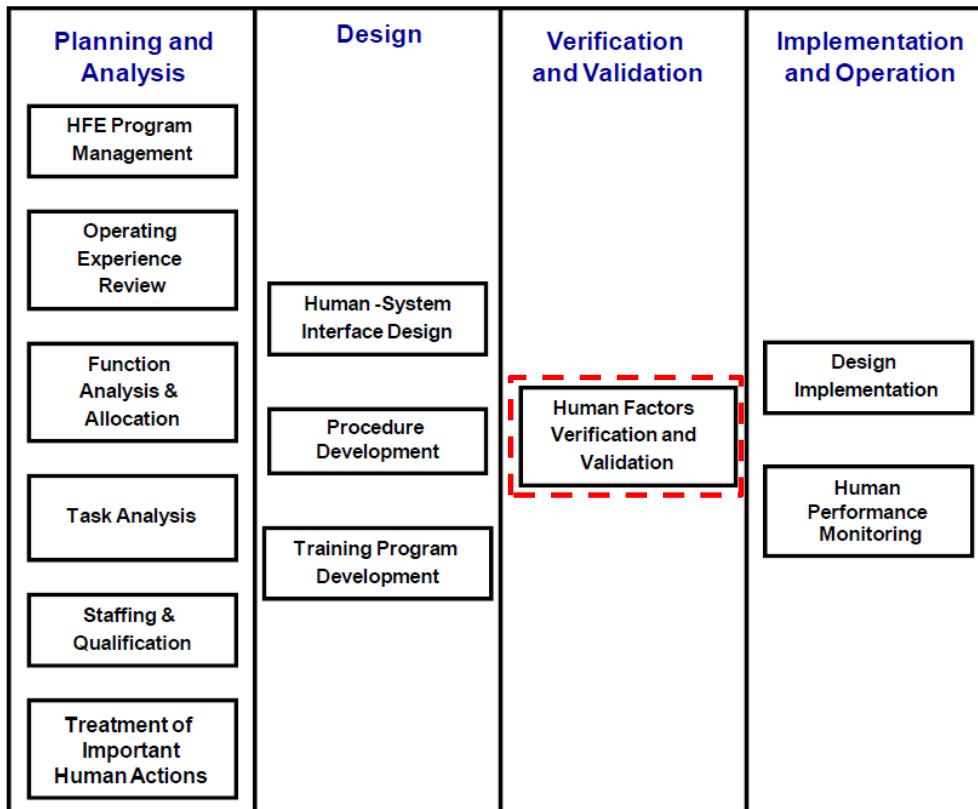 Planning and
Analysis
HFE Program
Management
Operating
Experience
Review
Function
Analysis &
Allocation
Task Analysis
Staffing &
Qualification
Treatment of
Important
Human Actions
Design
Human -System
Interface Design
Procedure
Development
Training Program
Development
Verification
and Validation
Human Factors
Verification and
Validation
Implementation
and Operation
Design
Implementation
Human
Performance
Monitoring